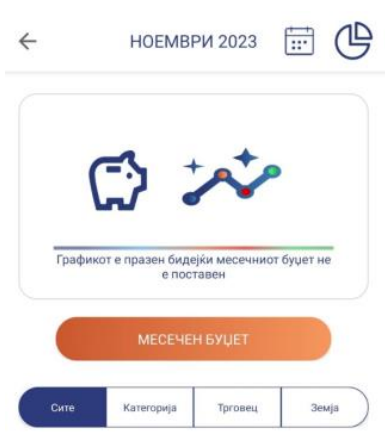 НОЕМВРИ 2023
Графикот е празен бидејќи месечниот буџет не
е поставен
МЕСЕЧЕН БУЏЕТ
Сите
Категорија
Трговец
Земја